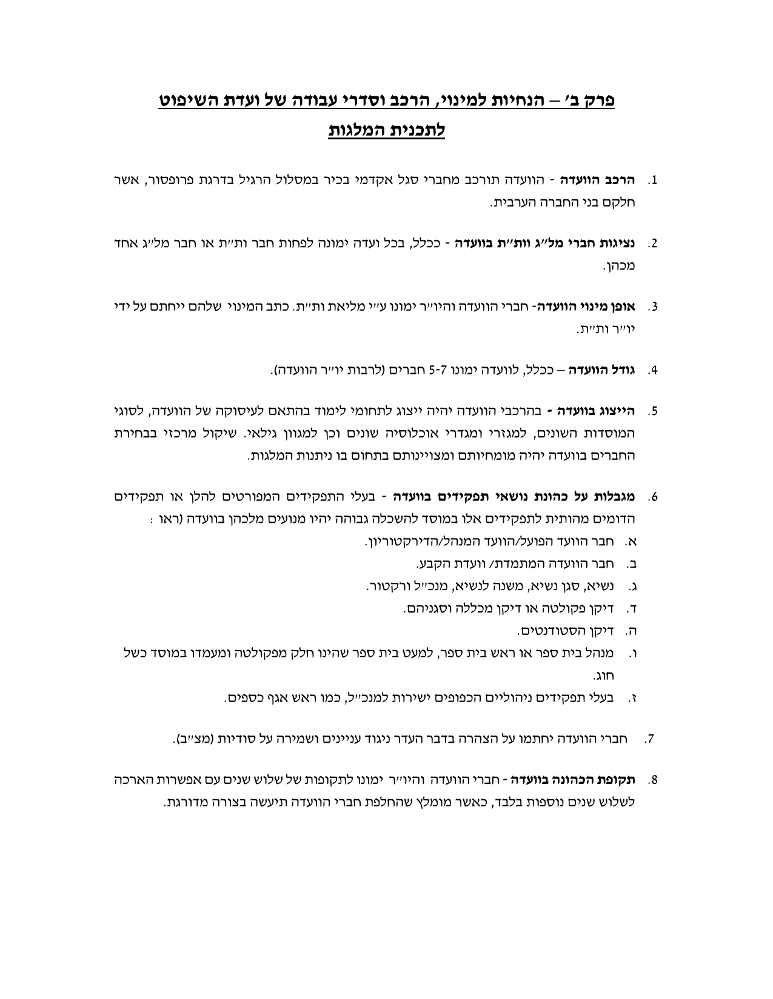 פרק ב' – הנחיות למינוי, הרכב וסדרי עבודה של ועדת השיפוט
לתכנית המלגות
1. הרכב הוועדה - הוועדה תורכב מחברי סגל אקדמי בכיר במסלול הרגיל בדרגת פרופסור, אשר
חלקם בני החברה הערבית.
2. נציגות חברי מל"ג וות"ת בוועדה - ככלל, בכל ועדה ימונה לפחות חבר ות"ת או חבר מל"ג אחד
מכהן.
3. אופן מינוי הוועדה- חברי הוועדה והיו"ר ימונו ע"י מליאת ות"ת. כתב המינוי שלהם ייחתם על ידי
יו"ר ות"ת.
4. גודל הוועדה – ככלל, לוועדה ימונו 5-7 חברים (לרבות יו"ר הוועדה).
5. הייצוג בוועדה - בהרכבי הוועדה יהיה ייצוג לתחומי לימוד בהתאם לעיסוקה של הוועדה, לסוגי
המוסדות השונים, למגזרי ומגדרי אוכלוסיה שונים וכן למגוון גילאי. שיקול מרכזי בבחירת
החברים בוועדה יהיה מומחיותם ומצויינותם בתחום בו ניתנות המלגות.
6. מגבלות על כהונת נושאי תפקידים בוועדה - בעלי התפקידים המפורטים להלן או תפקידים
הדומים מהותית לתפקידים אלו במוסד להשכלה גבוהה יהיו מנועים מלכהן בוועדה (ראו :
א. חבר הוועד הפועל/הוועד המנהל/הדירקטוריון.
ב. חבר הוועדה המתמדת/ וועדת הקבע.
ג. נשיא, סגן נשיא, משנה לנשיא, מנכ"ל ורקטור.
ד. דיקן פקולטה או דיקן מכללה וסגניהם.
ה. דיקן הסטודנטים.
ו. מנהל בית ספר או ראש בית ספר, למעט בית ספר שהינו חלק מפקולטה ומעמדו במוסד כשל
חוג.
ז. בעלי תפקידים ניהוליים הכפופים ישירות למנכ"ל, כמו ראש אגף כספים.
7. חברי הוועדה יחתמו על הצהרה בדבר העדר ניגוד עניינים ושמירה על סודיות (מצ"ב).
8. תקופת הכהונה בוועדה - חברי הוועדה והיו"ר ימונו לתקופות של שלוש שנים עם אפשרות הארכה
לשלוש שנים נוספות בלבד, כאשר מומלץ שהחלפת חברי הוועדה תיעשה בצורה מדורגת.